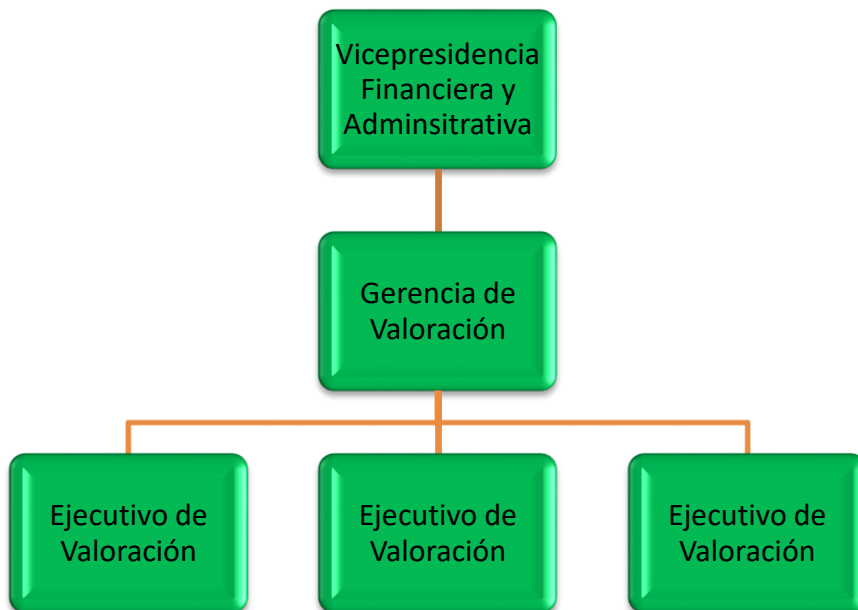 Vicepresidencia
Financiera y
Adminsitrativa
Gerencia de
Valoración
Ejecutivo de
Valoración
Ejecutivo de
Valoración
Ejecutivo de
Valoración